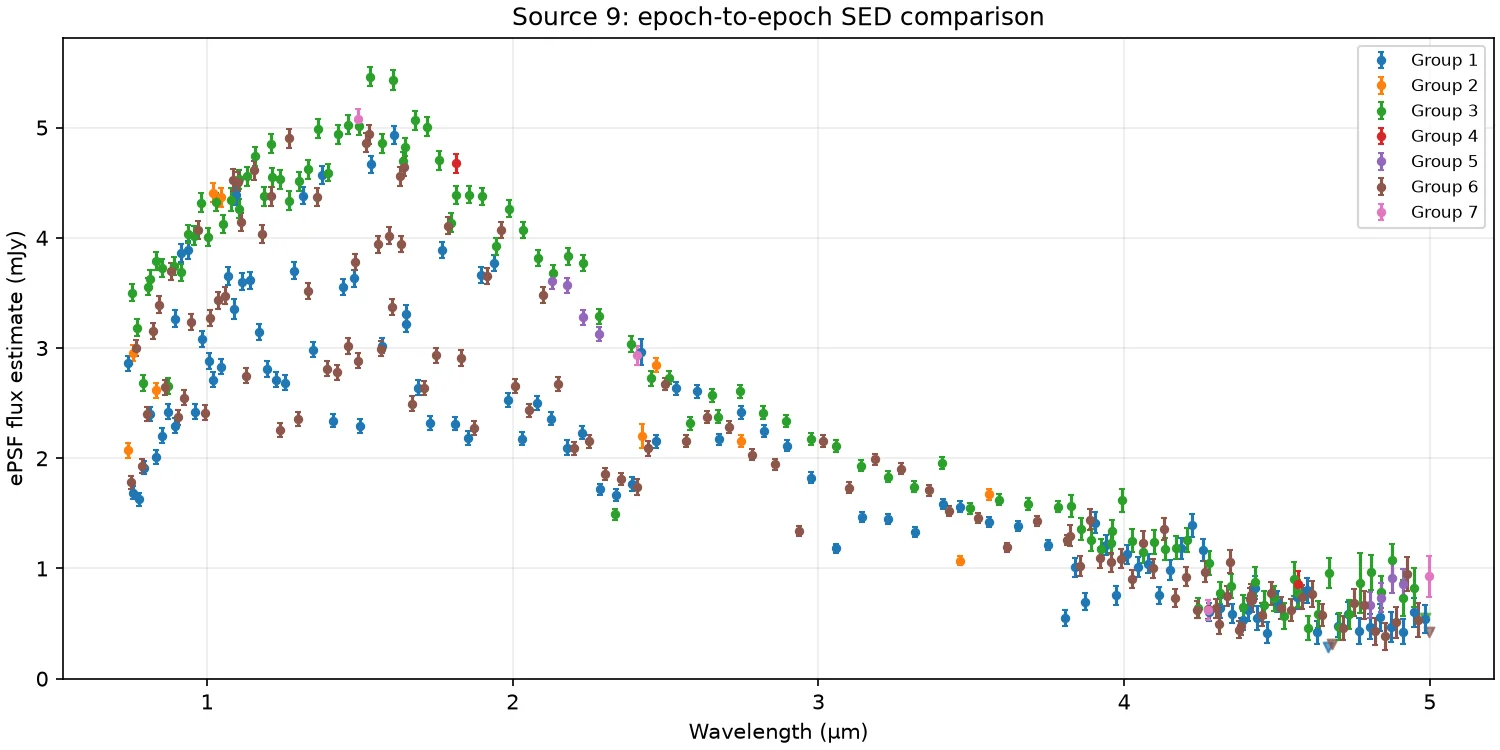 Source 9: epoch-to-epoch SED comparison
ePSF flux estimate (mJy)
5
4
3
2
1
0
1
2
3
4
5
Wavelength (μm)
Group 1
Group 2
Group 3
Group 4
Group 5
Group 6
Group 7